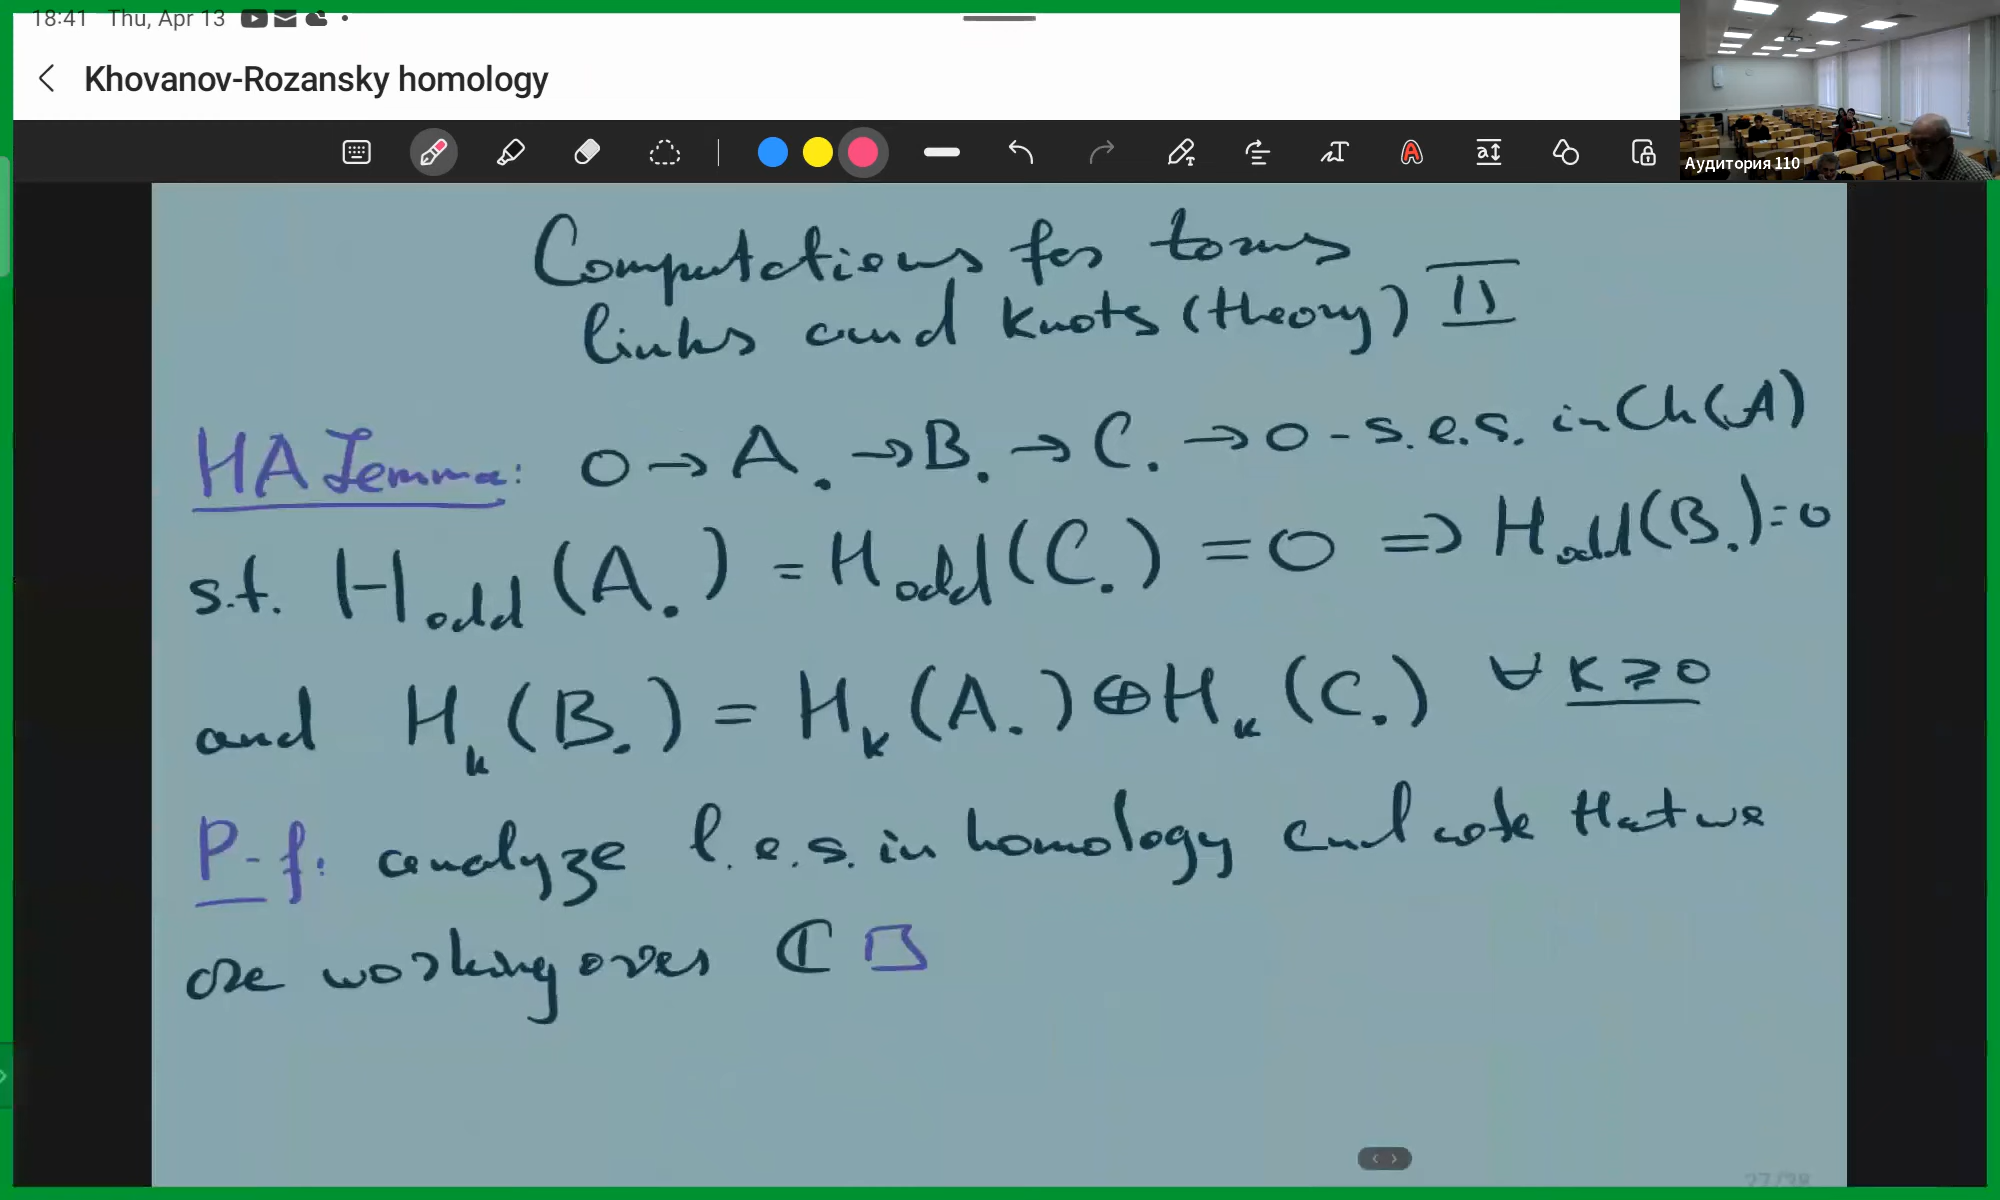 18:41 Thu, Apr 13
Khovanov-Rozansky homology
Аудитория 110
Computations for torus
links and knots (theory) II
HA Lemma: 0 → A. → B. → C. → 0 - s.e.s. in Ch(A)
s.t. H_odd(A.) = H_odd(C.) = 0 ⇒ H_odd(B.) = 0
and H_k(B.) = H_k(A.) ⊕ H_k(C.) ∀ k ≥ 0
P-f: analyze l.e.s. in homology and note that we
are working over ℂ □
27/28